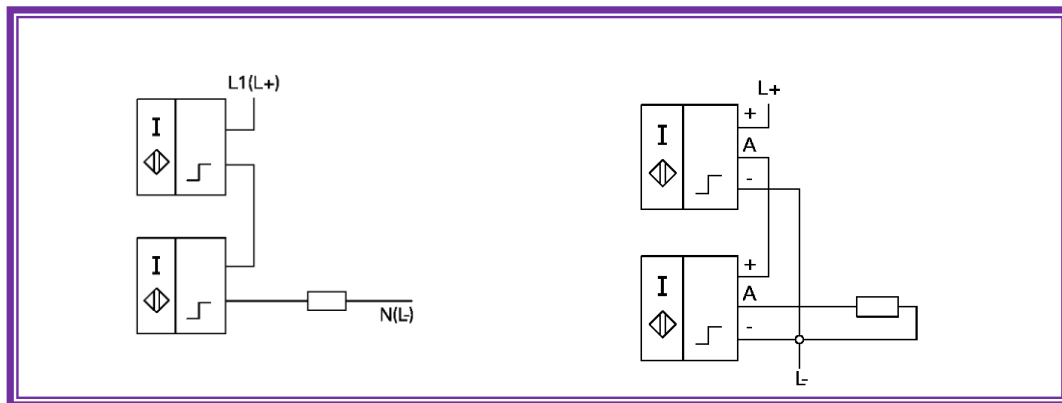 L1(L+)
I
I
N(L-)
L+
+
I
A
-
+
I
A
-
L-